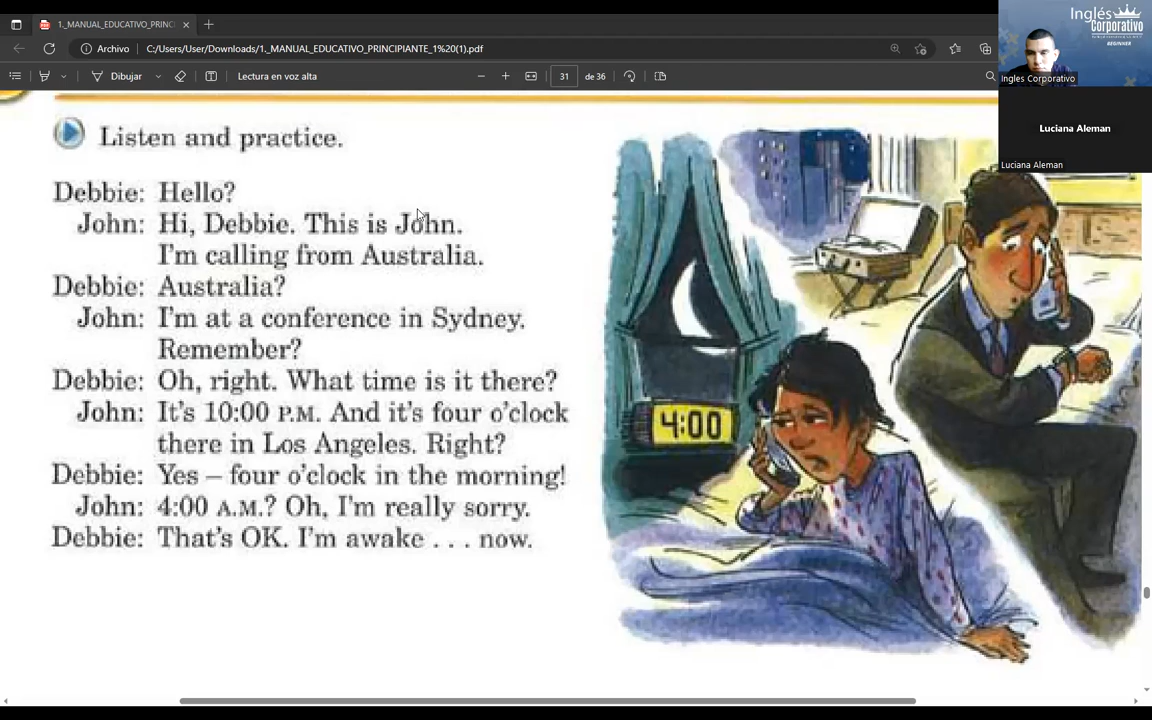 1._MANUAL_EDUCATIVO_PRINC
Archivo
C:/Users/User/Downloads/1._MANUAL_EDUCATIVO_PRINCIPIANTE_1%20(1).pdf
Dibujar
Lectura en voz alta
31
de 36
Inglés
Corporativo
BEGINNER
Ingles Corporativo
Luciana Aleman
Luciana Aleman
Listen and practice.
Debbie: Hello?
John: Hi, Debbie. This is John.
I'm calling from Australia.
Debbie: Australia?
John: I'm at a conference in Sydney.
Remember?
Debbie: Oh, right. What time is it there?
John: It's 10:00 P.M. And it's four o'clock
there in Los Angeles. Right?
Debbie: Yes – four o'clock in the morning!
John: 4:00 A.M.? Oh, I'm really sorry.
Debbie: That's OK. I'm awake . . . now.
4:00